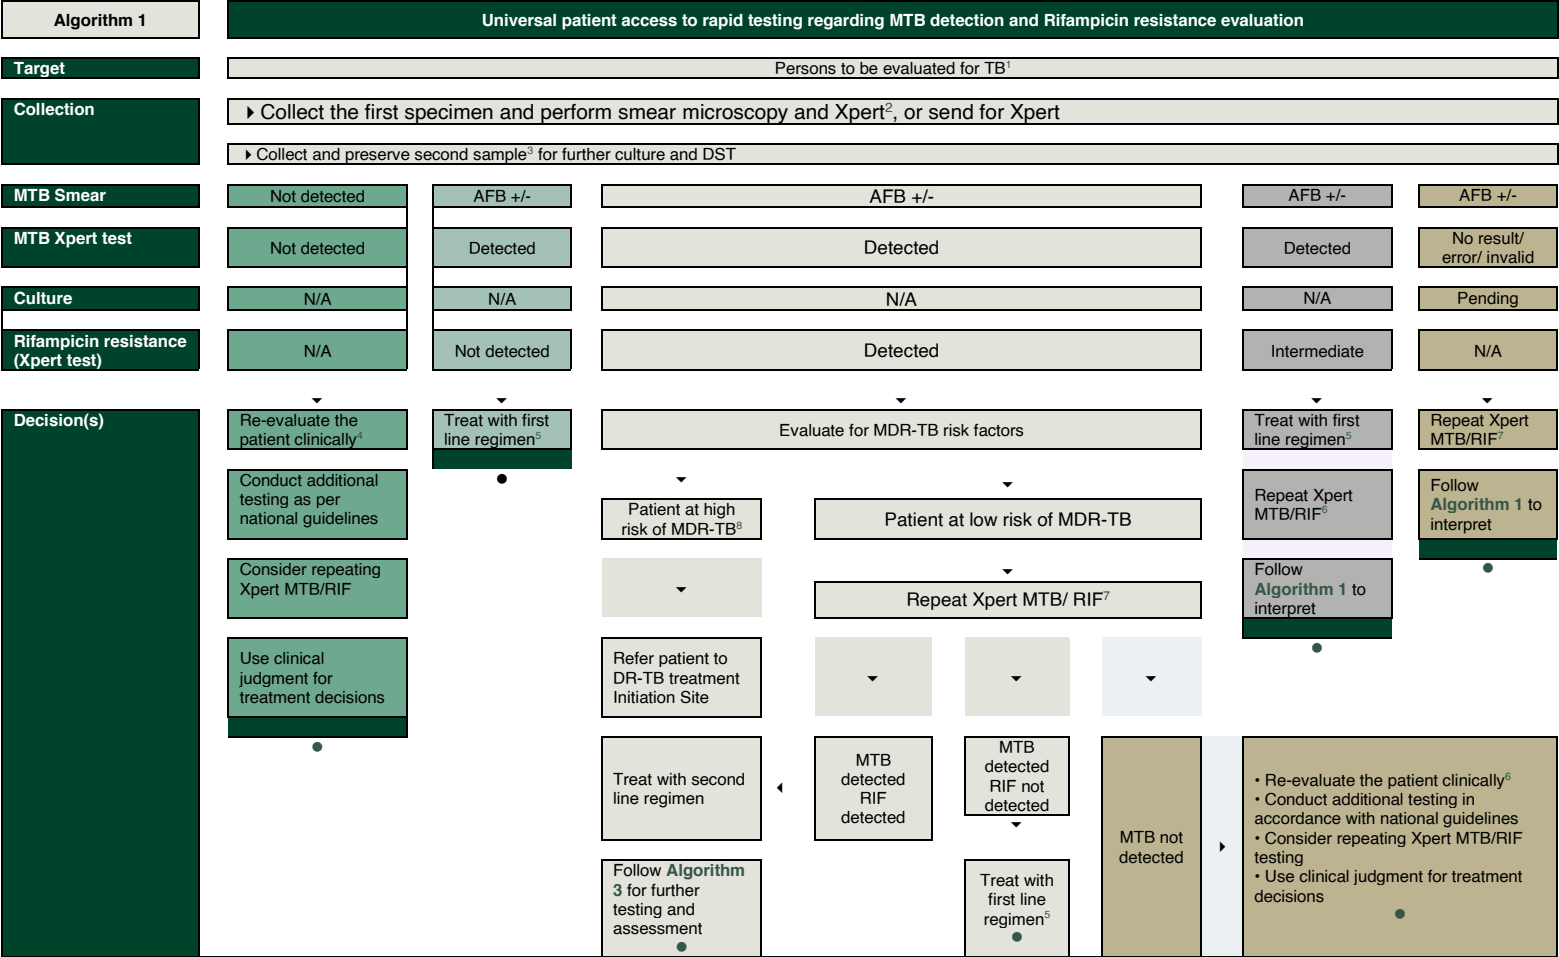 Algorithm 1
Universal patient access to rapid testing regarding MTB detection and Rifampicin resistance evaluation
Target
Persons to be evaluated for TB¹
Collection
Collect the first specimen and perform smear microscopy and Xpert², or send for Xpert
Collect and preserve second sample³ for further culture and DST
MTB Smear
Not detected
AFB +/-
AFB +/-
AFB +/-
AFB +/-
MTB Xpert test
Not detected
Detected
Detected
Detected
No result/
error/ invalid
Culture
N/A
N/A
N/A
N/A
Pending
Rifampicin resistance
(Xpert test)
N/A
Not detected
Detected
Intermediate
N/A
Decision(s)
Re-evaluate the
patient clinically⁴
Conduct additional
testing as per
national guidelines
Consider repeating
Xpert MTB/RIF
Use clinical
judgment for
treatment decisions
Treat with first
line regimen⁵
Evaluate for MDR-TB risk factors
Patient at high
risk of MDR-TB⁸
Patient at low risk of MDR-TB
Repeat Xpert MTB/ RIF⁷
Refer patient to
DR-TB treatment
Initiation Site
Treat with second
line regimen
Follow Algorithm
3 for further
testing and
assessment
MTB
detected
RIF
detected
MTB
detected
RIF not
detected
Treat with
first line
regimen⁵
MTB not
detected
Treat with first
line regimen⁵
Repeat Xpert
MTB/RIF⁶
Follow
Algorithm 1 to
interpret
Repeat Xpert
MTB/RIF⁷
Follow
Algorithm 1 to
interpret
• Re-evaluate the patient clinically⁶
• Conduct additional testing in
accordance with national guidelines
• Consider repeating Xpert MTB/RIF
testing
• Use clinical judgment for treatment
decisions